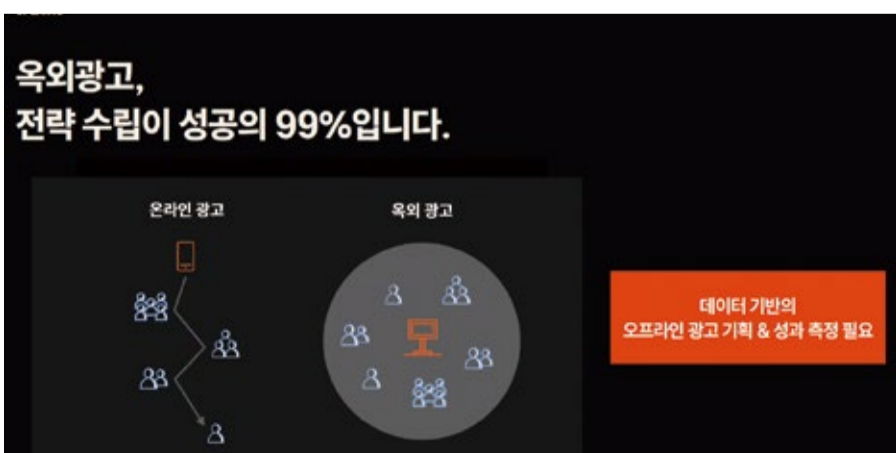 옥외광고,
전략 수립이 성공의 99%입니다.
온라인 광고
옥외 광고
데이터 기반의
오프라인 광고 기획 & 성과 측정 필요